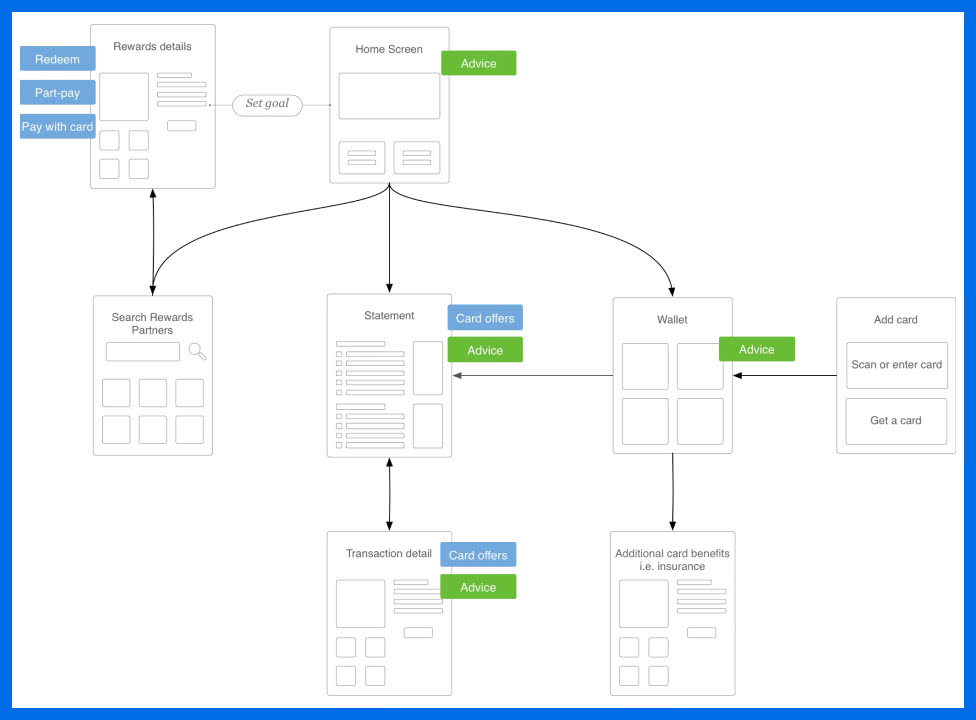 Rewards details
Redeem
Part-pay
Pay with card
Set goal
Home Screen
Advice
Search Rewards
Partners
Statement
Card offers
Advice
Wallet
Advice
Add card
Scan or enter card
Get a card
Transaction detail
Card offers
Advice
Additional card benefits
i.e. insurance